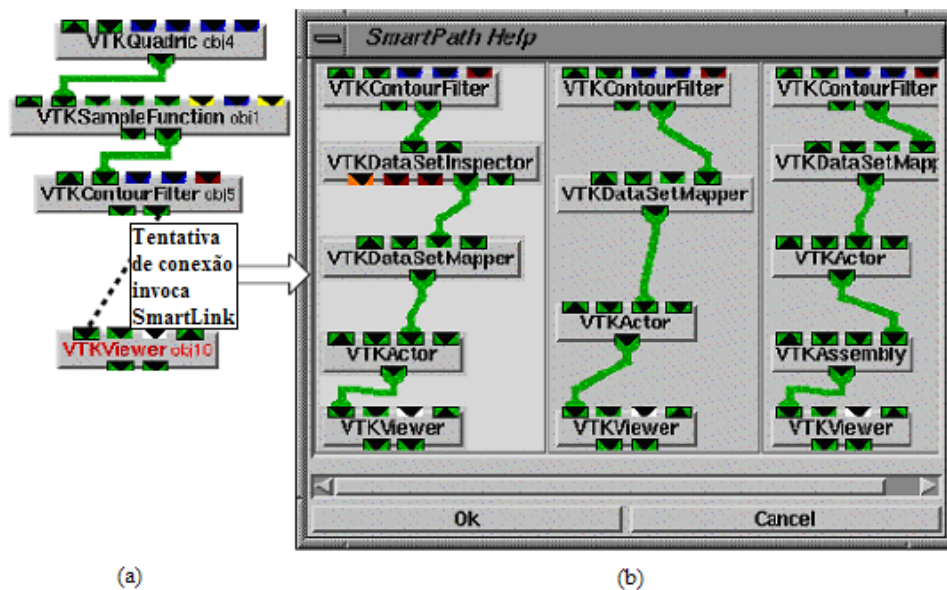 VTKQuadric obj4
VTKSampleFunction obj1
VTKContourFilter obj5
Tentativa
de conexão
invoca
SmartLink
VTKViewer obj10
(a)
SmartPath Help
VTKContourFilter
VTKDataSetInspector
VTKDataSetMapper
VTKActor
VTKViewer
VTKContourFilter
VTKDataSetMapper
VTKActor
VTKViewer
VTKContourFilter
VTKDataSetMapp
VTKActor
VTKAssembly
VTKViewer
Ok
Cancel
(b)